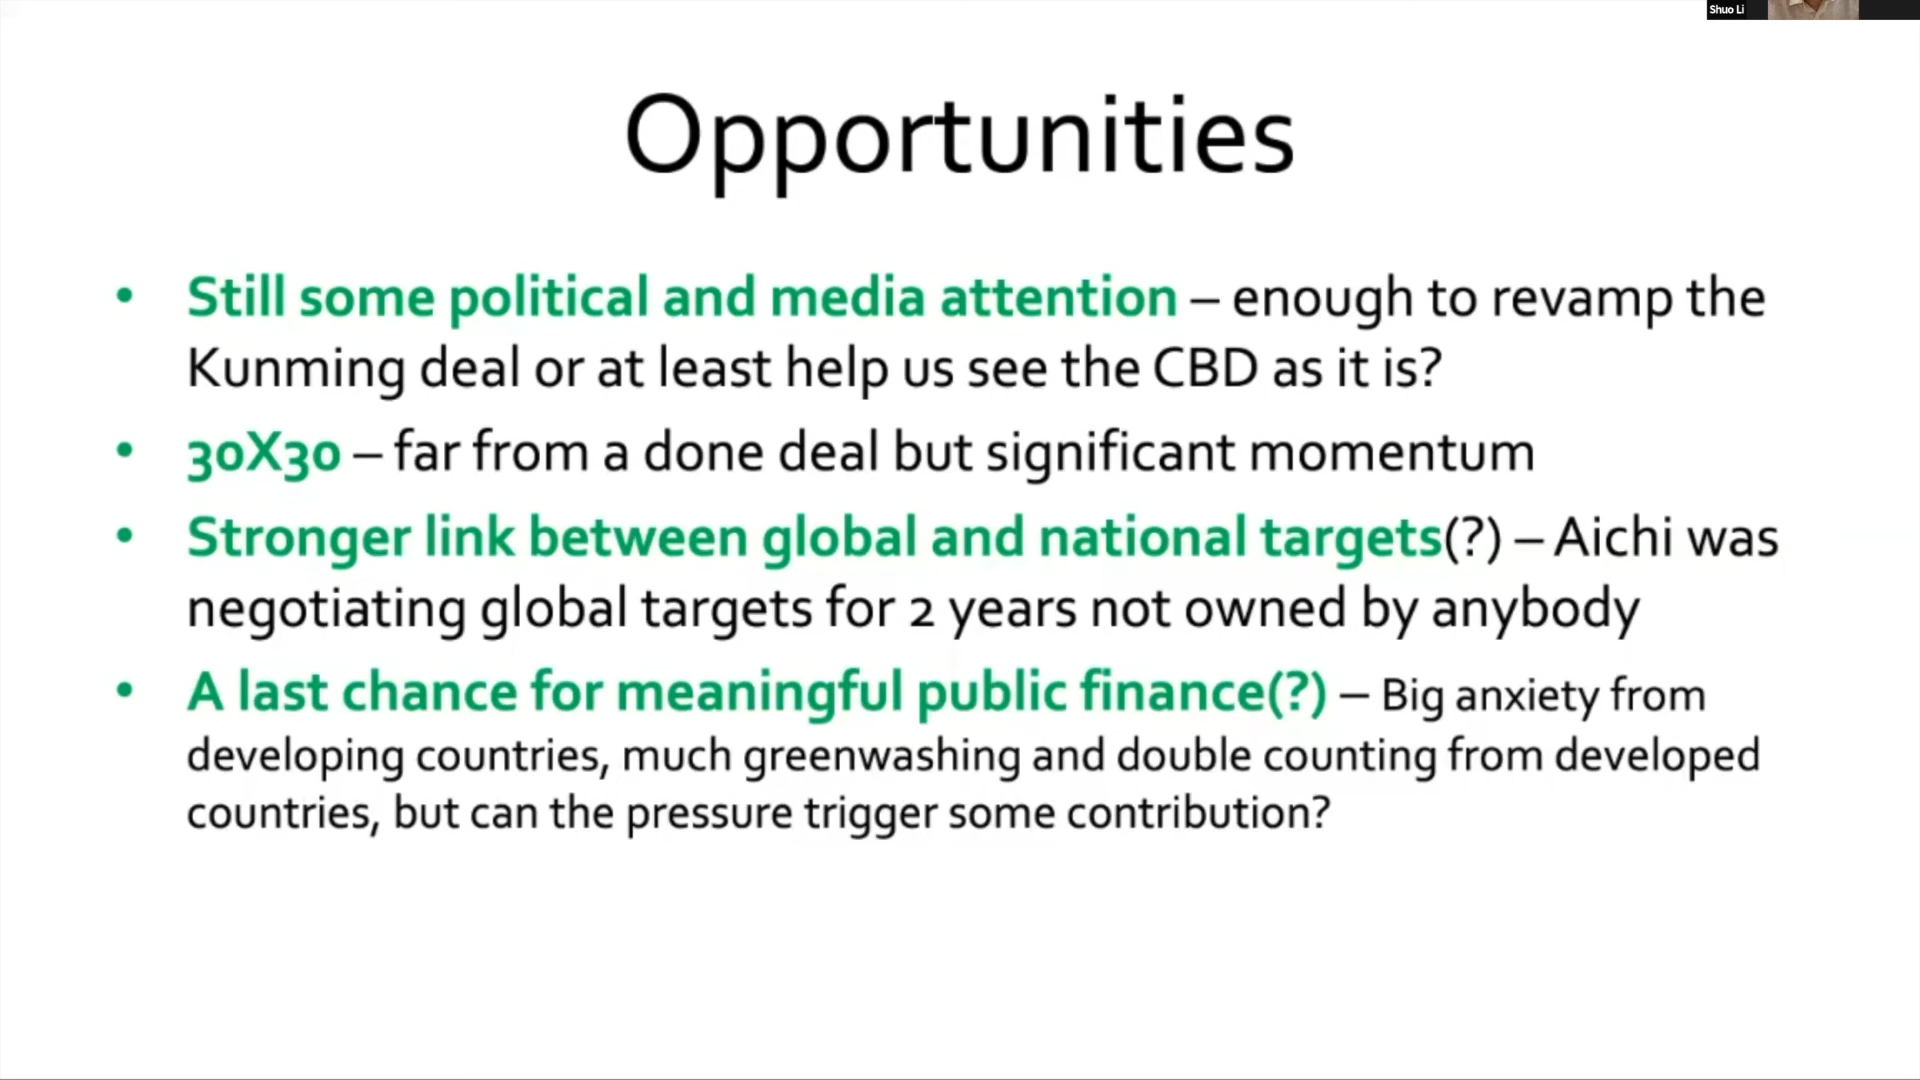 Shuo Li
Opportunities
• Still some political and media attention – enough to revamp the
Kunming deal or at least help us see the CBD as it is?
• 30X30 – far from a done deal but significant momentum
• Stronger link between global and national targets(?) – Aichi was
negotiating global targets for 2 years not owned by anybody
• A last chance for meaningful public finance(?) – Big anxiety from
developing countries, much greenwashing and double counting from developed
countries, but can the pressure trigger some contribution?